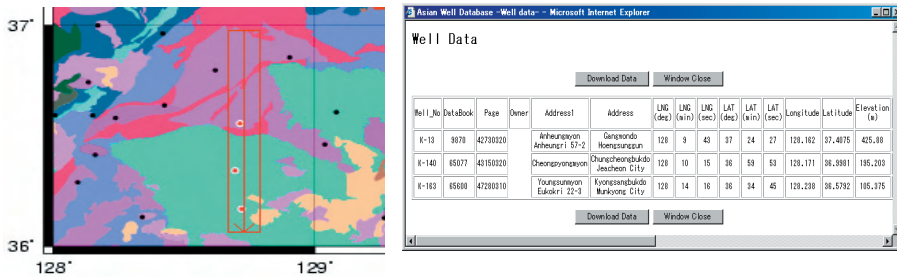 37°
36°
128°
129°
Asian Well Database -Well data- - Microsoft Internet Explorer
Well Data
Download Data Window Close
Well_No DataBook Page Owner Address1 Address LNG (deg) LNG (min) LNG (sec) LAT (deg) LAT (min) LAT (sec) Longitude Latitude Elevation (m)
K-13 9870 42730320 Anheungmyon Anheungri 57-2 Gangwondo Hoengsunggun 128 9 43 37 24 27 128.162 37.4075 425.88
K-140 65077 43150320 Cheongpyongmyon Chungcheongbukdo Jeacheon City 128 10 15 36 59 53 128.171 36.9981 195.203
K-163 65600 47280310 Youngsunmyon Eukokri 22-3 Kyongsangbukdo Munkyong City 128 14 16 36 34 45 128.238 36.5792 105.375
Download Data Window Close